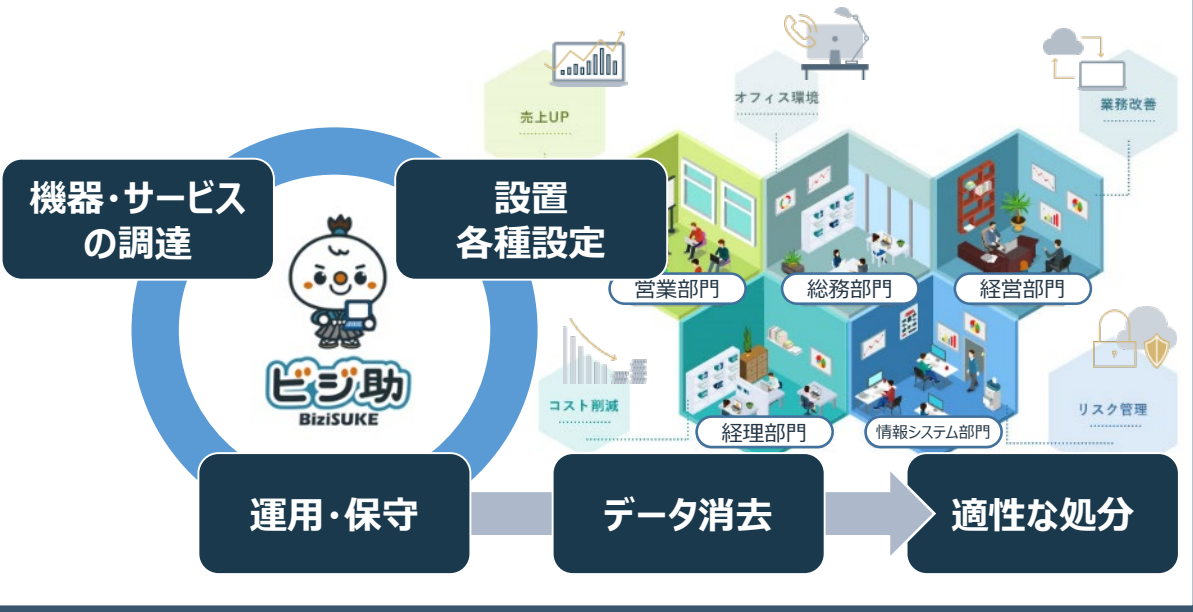 売上UP
オフィス環境
業務改善
機器・サービス
の調達
設置
各種設定
営業部門
総務部門
経営部門
ビジ助
BiziSUKE
コスト削減
リスク管理
経理部門
情報システム部門
運用・保守
データ消去
適性な処分